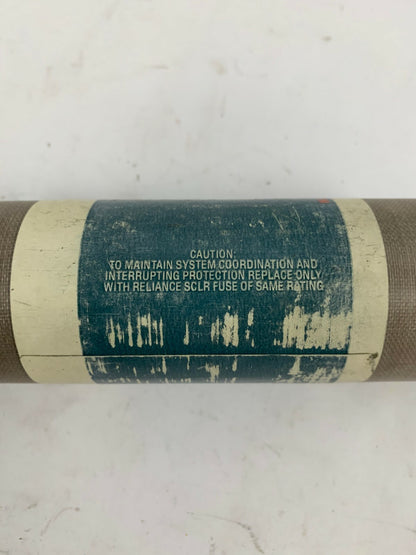 CAUTION:
TO MAINTAIN SYSTEM COORDINATION AND
INTERRUPTING PROTECTION REPLACE ONLY
WITH RELIANCE SCLR FUSE OF SAME RATING